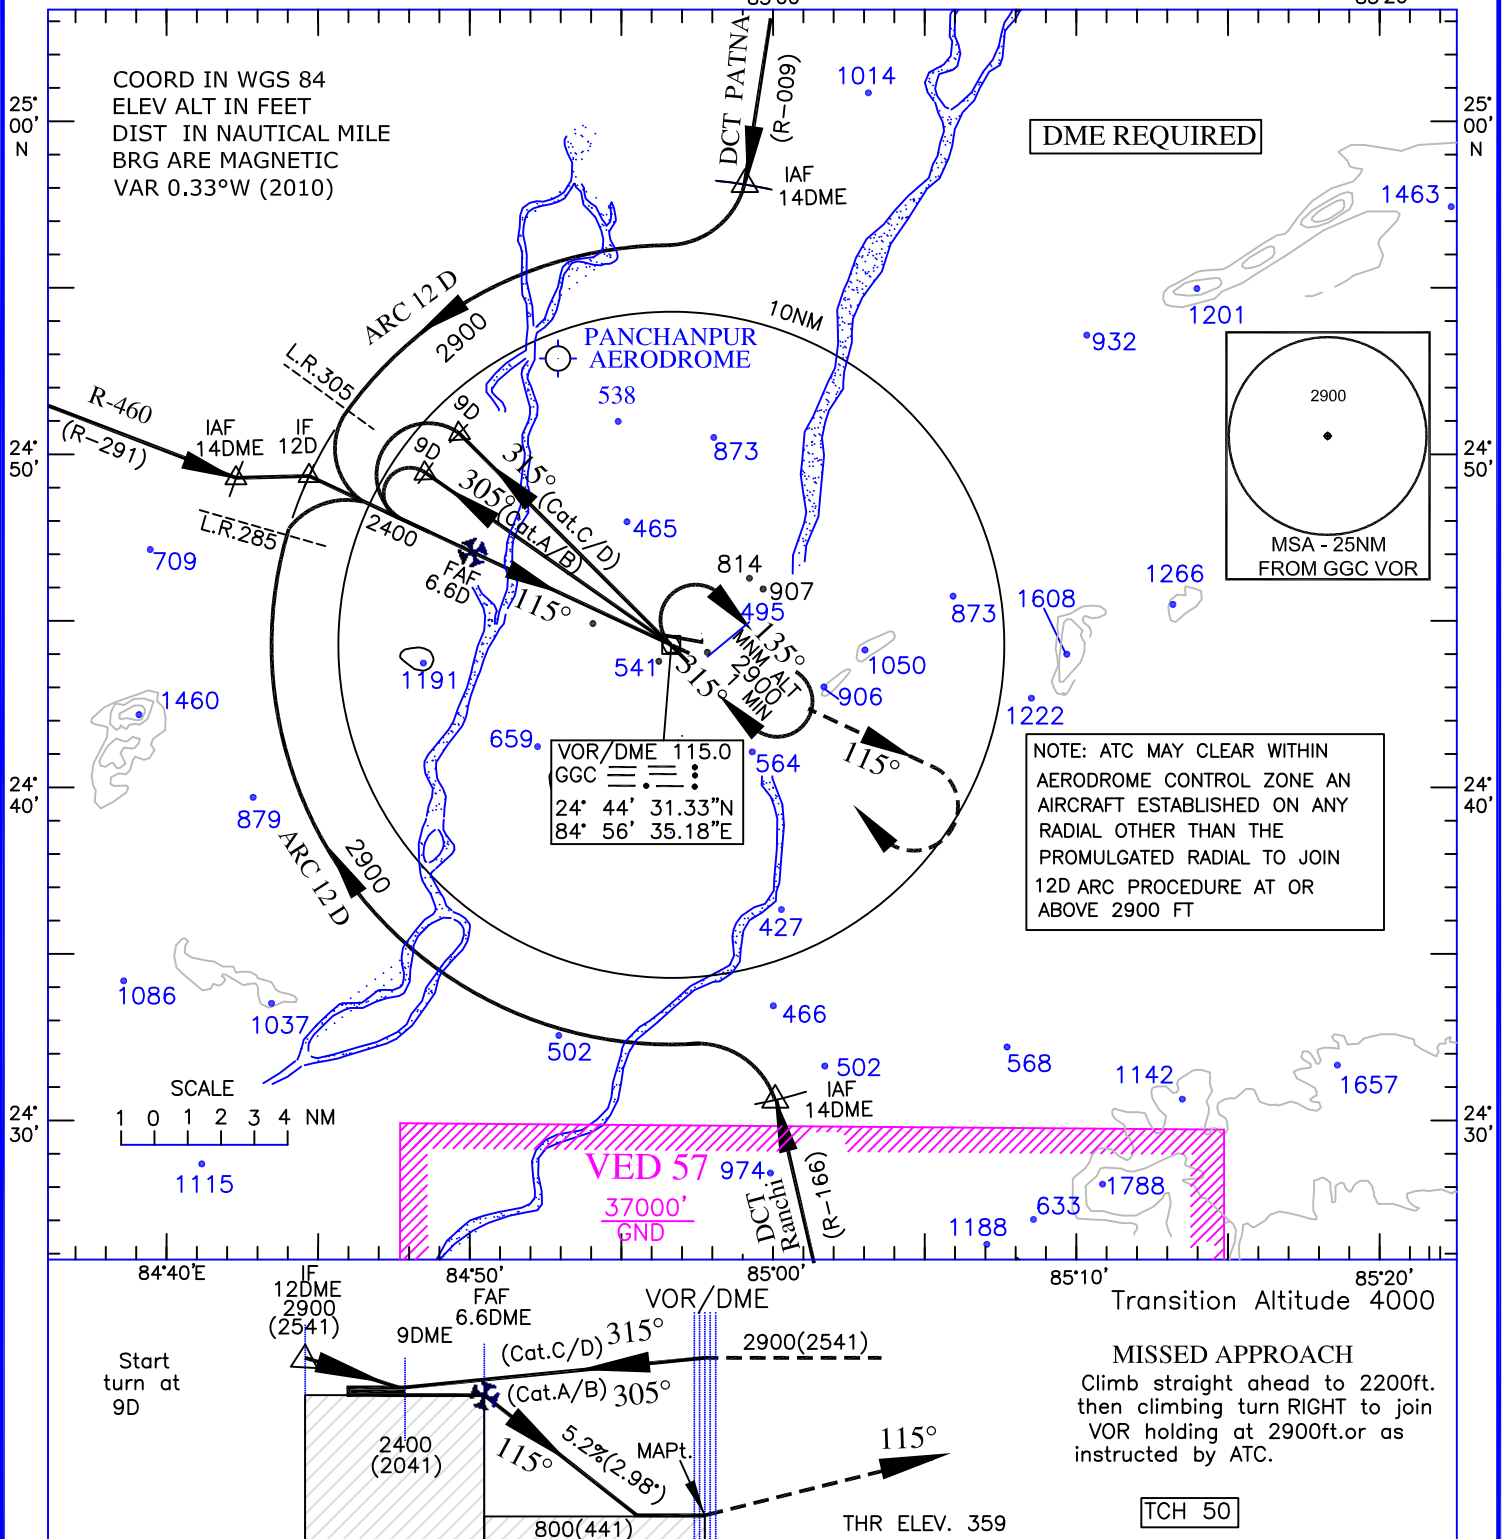 COORD IN WGS 84
ELEV ALT IN FEET
DIST IN NAUTICAL MILE
BRG ARE MAGNETIC
VAR 0.33°W (2010)
25°
00'
N
DCT PATNA
(R-009)
IAF
14DME
1014
DME REQUIRED
25°
00'
N
1463
1201
932
ARC 12 D
2900
10NM
PANCHANPUR
AERODROME
538
873
L.R.305
R-460
(R-291)
IAF
14DME
IF
12D
9D
9D
315°
(Cat.C/D)
305°
(Cat.A/B)
24°
50'
24°
50'
2900
MSA - 25NM
FROM GGC VOR
L.R.285
2400
465
709
FAF
6.6D
115°
814
907
495
873
1608
1266
135°
MNM ALT
2900
1 MIN
315°
541
1050
906
1191
1460
1222
659
564
115°
VOR/DME 115.0
GGC
24° 44' 31.33"N
84° 56' 35.18"E
NOTE: ATC MAY CLEAR WITHIN
AERODROME CONTROL ZONE AN
AIRCRAFT ESTABLISHED ON ANY
RADIAL OTHER THAN THE
PROMULGATED RADIAL TO JOIN
12D ARC PROCEDURE AT OR
ABOVE 2900 FT
24°
40'
24°
40'
879
ARC 12 D
2900
427
1086
1037
466
502
502
568
1142
1657
SCALE
1 0 1 2 3 4 NM
IAF
14DME
24°
30'
24°
30'
1115
VED 57
37000'
GND
974
DCT
Ranchi
(R-166)
1788
633
1188
84°40'E
84°50'
85°00'
85°10'
85°20'
IF
12DME
2900
(2541)
9DME
FAF
6.6DME
VOR/DME
(Cat.C/D) 315°
2900(2541)
(Cat.A/B) 305°
Start
turn at
9D
2400
(2041)
115°
5.2%(2.98°)
MAPt.
115°
800(441)
THR ELEV. 359
Transition Altitude 4000
MISSED APPROACH
Climb straight ahead to 2200ft.
then climbing turn RIGHT to join
VOR holding at 2900ft.or as
instructed by ATC.
TCH 50